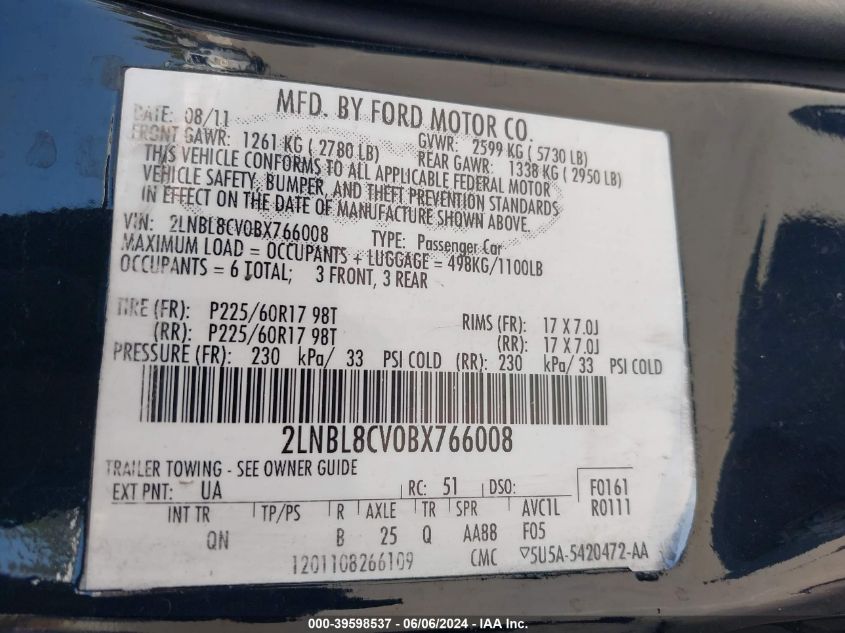 MFD. BY FORD MOTOR CO.
DATE: 08/11 GVWR: 2599 KG ( 5730 LB)
FRONT GAWR: 1261 KG ( 2780 LB) REAR GAWR: 1338 KG ( 2950 LB)
THIS VEHICLE CONFORMS TO ALL APPLICABLE FEDERAL MOTOR
VEHICLE SAFETY, BUMPER, AND THEFT PREVENTION STANDARDS
IN EFFECT ON THE DATE OF MANUFACTURE SHOWN ABOVE.
VIN: 2LNBL8CV0BX766008 TYPE: Passenger Car
MAXIMUM LOAD = OCCUPANTS + LUGGAGE = 498KG/1100LB
OCCUPANTS = 6 TOTAL; 3 FRONT, 3 REAR
TIRE (FR): P225/60R17 98T RIMS (FR): 17 X 7.0J
(RR): P225/60R17 98T (RR): 17 X 7.0J
PRESSURE (FR): 230 kPa/ 33 PSI COLD (RR): 230 kPa/ 33 PSI COLD
2LNBL8CV0BX766008
TRAILER TOWING - SEE OWNER GUIDE
EXT PNT: UA RC: 51 DSO: F0161
R0111
INT TR TP/PS R AXLE TR SPR AVC1L
QN B 25 Q AA88 F05
1201108266109 CMC ▽5U5A-5420472-AA
000-39598537 - 06/06/2024 - IAAI Inc.